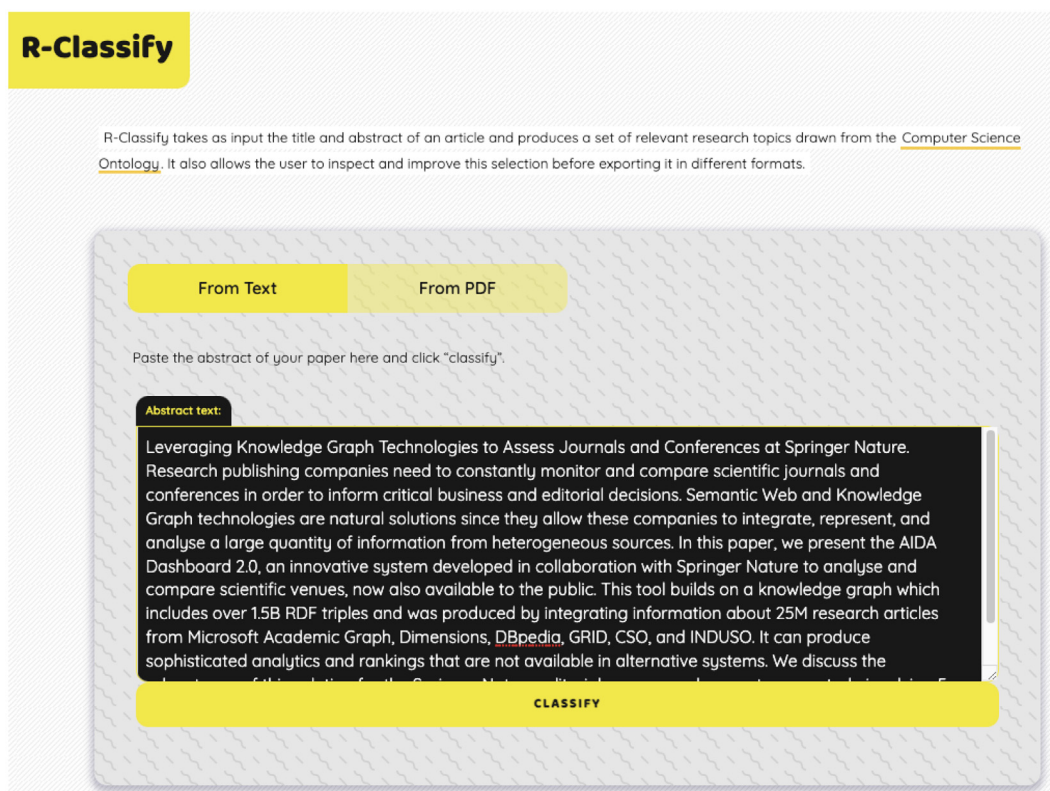 R-Classify
R-Classify takes as input the title and abstract of an article and produces a set of relevant research topics drawn from the Computer Science
Ontology. It also allows the user to inspect and improve this selection before exporting it in different formats.
From Text
From PDF
Paste the abstract of your paper here and click “classify”.
Abstract text:
Leveraging Knowledge Graph Technologies to Assess Journals and Conferences at Springer Nature.
Research publishing companies need to constantly monitor and compare scientific journals and
conferences in order to inform critical business and editorial decisions. Semantic Web and Knowledge
Graph technologies are natural solutions since they allow these companies to integrate, represent, and
analyse a large quantity of information from heterogeneous sources. In this paper, we present the AIDA
Dashboard 2.0, an innovative system developed in collaboration with Springer Nature to analyse and
compare scientific venues, now also available to the public. This tool builds on a knowledge graph which
includes over 1.5B RDF triples and was produced by integrating information about 25M research articles
from Microsoft Academic Graph, Dimensions, DBpedia, GRID, CSO, and INDUSO. It can produce
sophisticated analytics and rankings that are not available in alternative systems. We discuss the
CLASSIFY